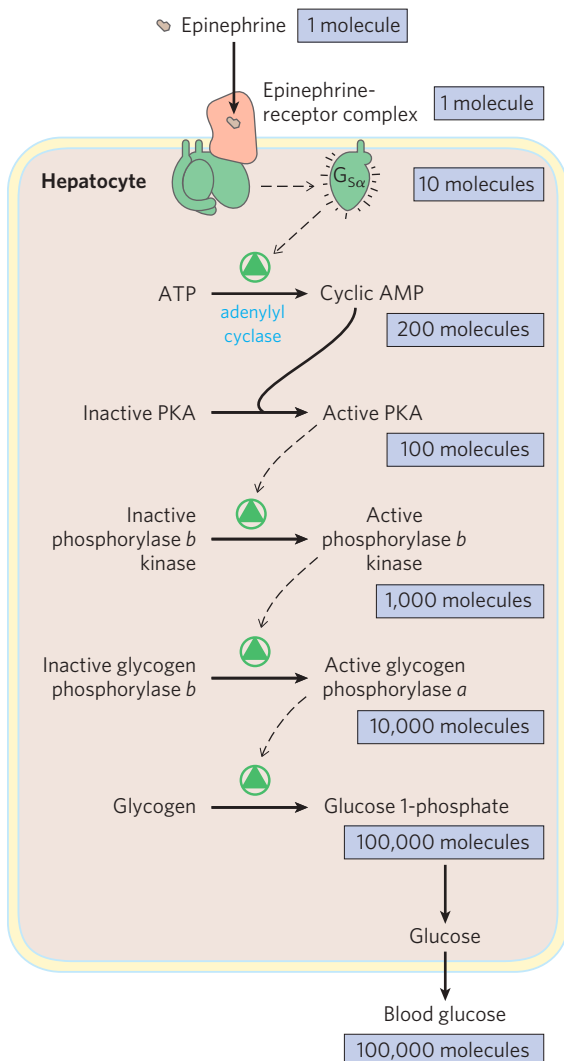 Epinephrine 1 molecule
Epinephrine-
receptor complex
1 molecule
Hepatocyte
GSα
10 molecules
ATP
adenylyl
cyclase
Cyclic AMP
200 molecules
Inactive PKA
Active PKA
100 molecules
Inactive
phosphorylase b
kinase
Active
phosphorylase b
kinase
1,000 molecules
Inactive glycogen
phosphorylase b
Active glycogen
phosphorylase a
10,000 molecules
Glycogen
Glucose 1-phosphate
100,000 molecules
Glucose
Blood glucose
100,000 molecules